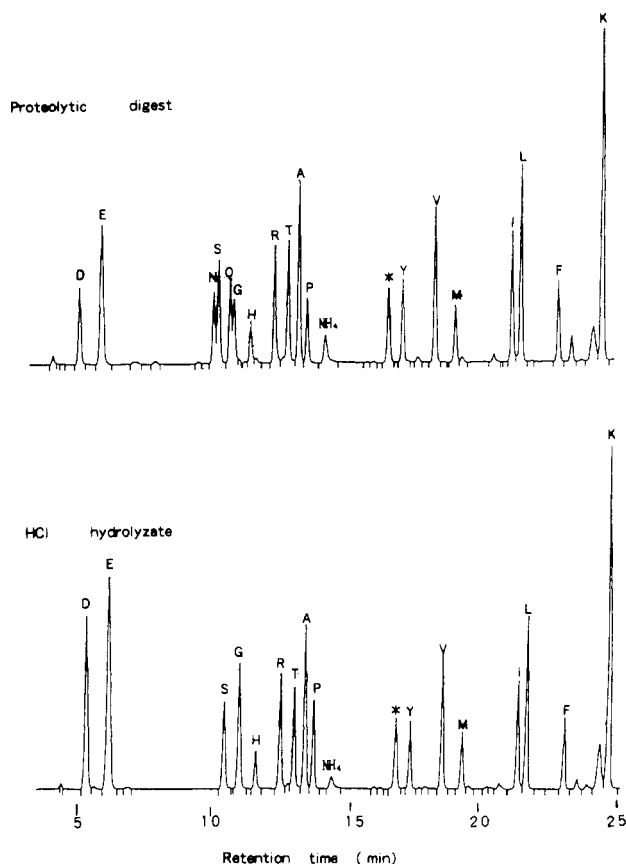 K
Proteolytic digest
L
A
V
E
S
R
T
D
N
Q
G
P
*
Y
I
F
M
H
NH4
K
HCl hydrolyzate
E
D
A
L
G
R
T
V
S
P
I
*
Y
F
M
H
NH4
5 10 15 20 25
Retention time (min)